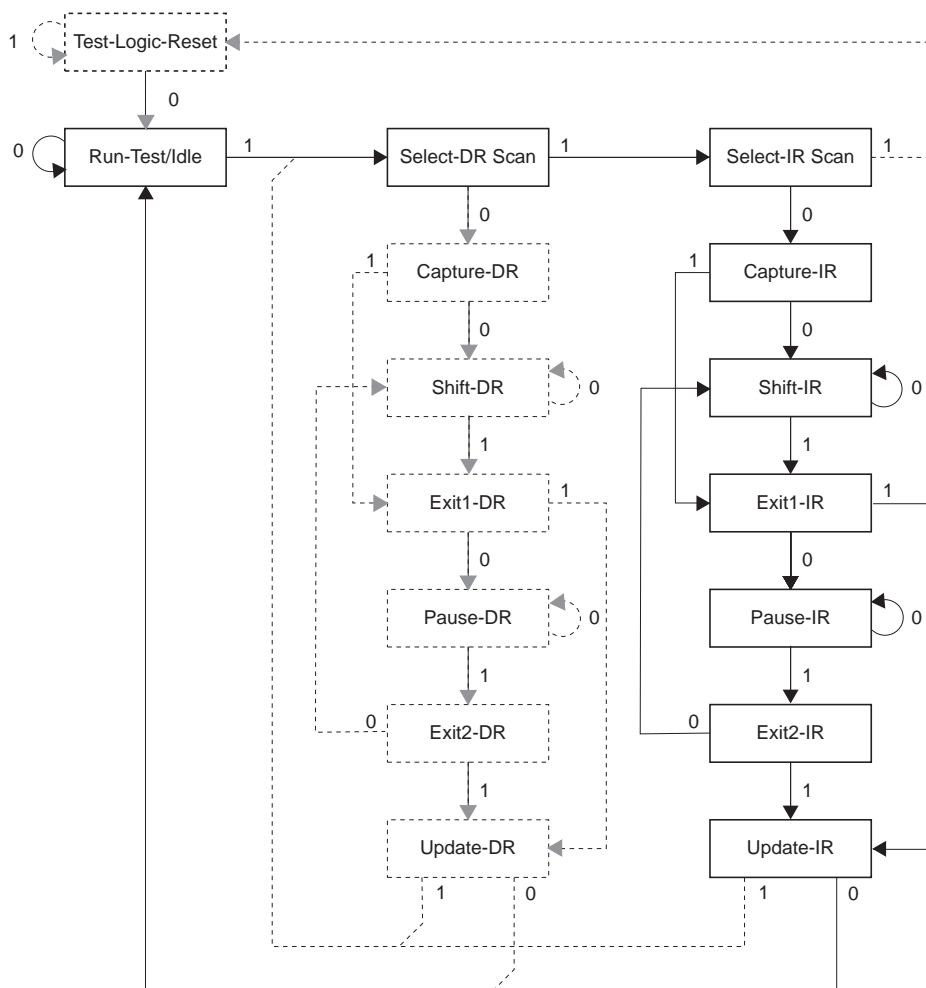 Test-Logic-Reset
1
0
Run-Test/Idle
0
1
Select-DR Scan
1
Select-IR Scan
1
0
0
Capture-DR
1
Capture-IR
1
0
0
Shift-DR
0
Shift-IR
0
1
1
Exit1-DR
1
Exit1-IR
1
0
0
Pause-DR
0
Pause-IR
0
1
1
Exit2-DR
0
Exit2-IR
0
1
1
Update-DR
Update-IR
1
0
1
0